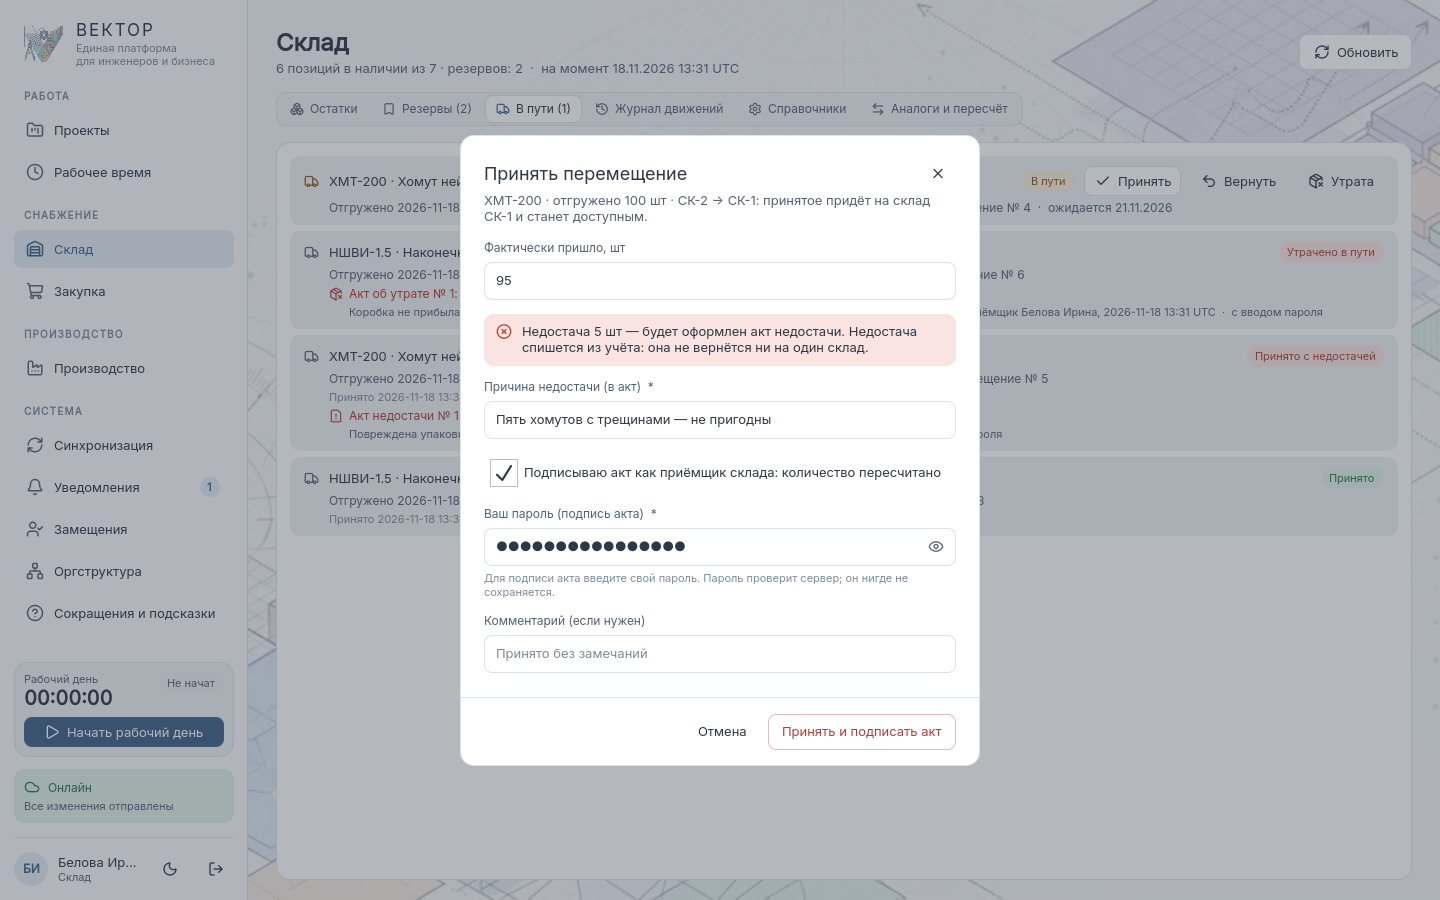 ВЕКТОР
Единая платформа
для инженеров и бизнеса
РАБОТА
Проекты
Рабочее время
СНАБЖЕНИЕ
Склад
Закупка
ПРОИЗВОДСТВО
Производство
СИСТЕМА
Синхронизация
Уведомления 1
Замещения
Оргструктура
Сокращения и подсказки
Рабочий день
Не начат
00:00:00
Начать рабочий день
Онлайн
Все изменения отправлены
БИ
Белова Ир...
Склад
Склад
6 позиций в наличии из 7 · резервов: 2 · на момент 18.11.2026 13:31 UTC
Обновить
Остатки Резервы (2) В пути (1) Журнал движений Справочники Аналоги и пересчёт
ХМТ-200 · Хомут
В пути Принять Вернуть Утрата
Отгружено 2026-11-18
№ 4 · ожидается 21.11.2026
НШВИ-1.5 ·
Утрачено в пути
Отгружено 2026-11-18
№ 6
Акт об утрате № 1:
Коробка не прибыла
Белова Ирина, 2026-11-18 13:31 UTC · с вводом пароля
ХМТ-200 · Хомут
Принято с недостачей
Отгружено 2026-11-18
№ 5
Принято 2026-11-18 13:3
Акт недостачи № 1
Повреждена
НШВИ-1.5 ·
Принято
Отгружено 2026-11-18
Принято 2026-11-18 13:3
Принять перемещение
ХМТ-200 · отгружено 100 шт · СК-2 → СК-1: принятое придёт на склад
СК-1 и станет доступным.
Фактически пришло, шт
95
Недостача 5 шт — будет оформлен акт недостачи. Недостача
спишется из учёта: она не вернётся ни на один склад.
Причина недостачи (в акт) *
Пять хомутов с трещинами — не пригодны
Подписываю акт как приёмщик склада: количество пересчитано
Ваш пароль (подпись акта) *
●●●●●●●●●●●●●●●●
Для подписи акта введите свой пароль. Пароль проверит сервер; он нигде не
сохраняется.
Комментарий (если нужен)
Принято без замечаний
Отмена
Принять и подписать акт